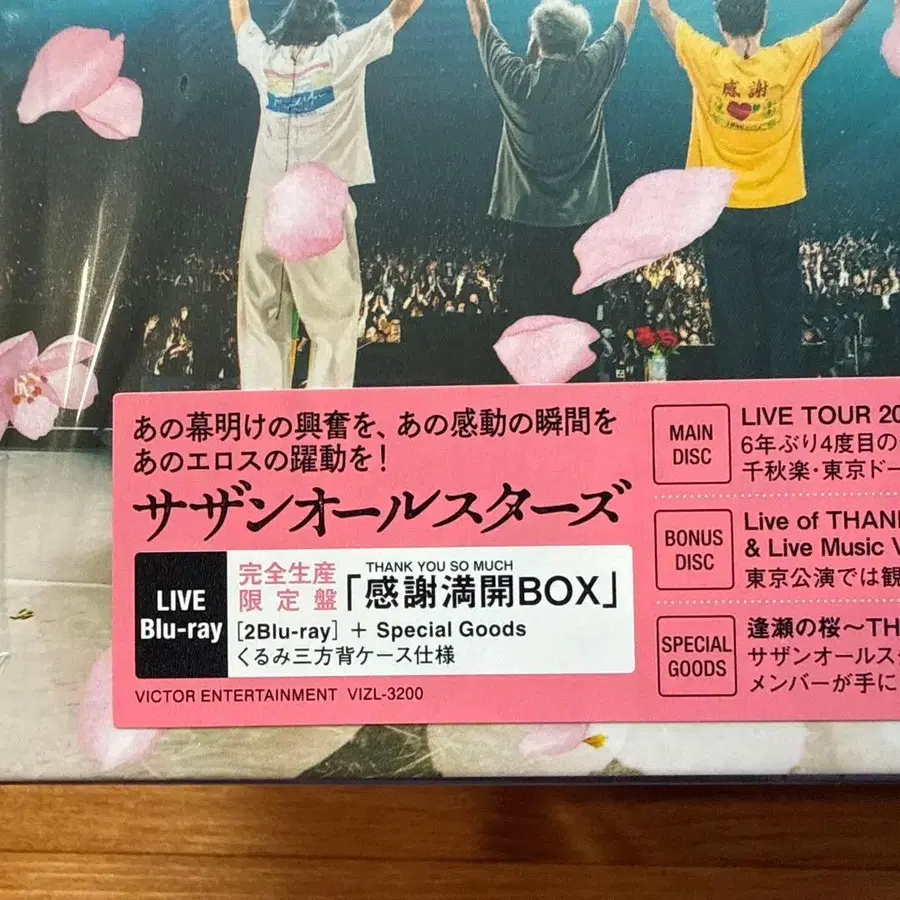 感謝
あの幕明けの興奮を、あの感動の瞬間を
あのエロスの躍動を!
サザンオールスターズ
LIVE
Blu-ray
完全生産
限定盤
THANK YOU SO MUCH
「感謝満開BOX」
[2Blu-ray] + Special Goods
くるみ三方背ケース仕様
VICTOR ENTERTAINMENT VIZL-3200
MAIN
DISC
LIVE TOUR 20
6年ぶり4度目の
千秋楽・東京ドー
BONUS
DISC
Live of THAN
& Live Music V
東京公演では観
SPECIAL
GOODS
逢瀬の桜～TH
サザンオールス
メンバーが手に